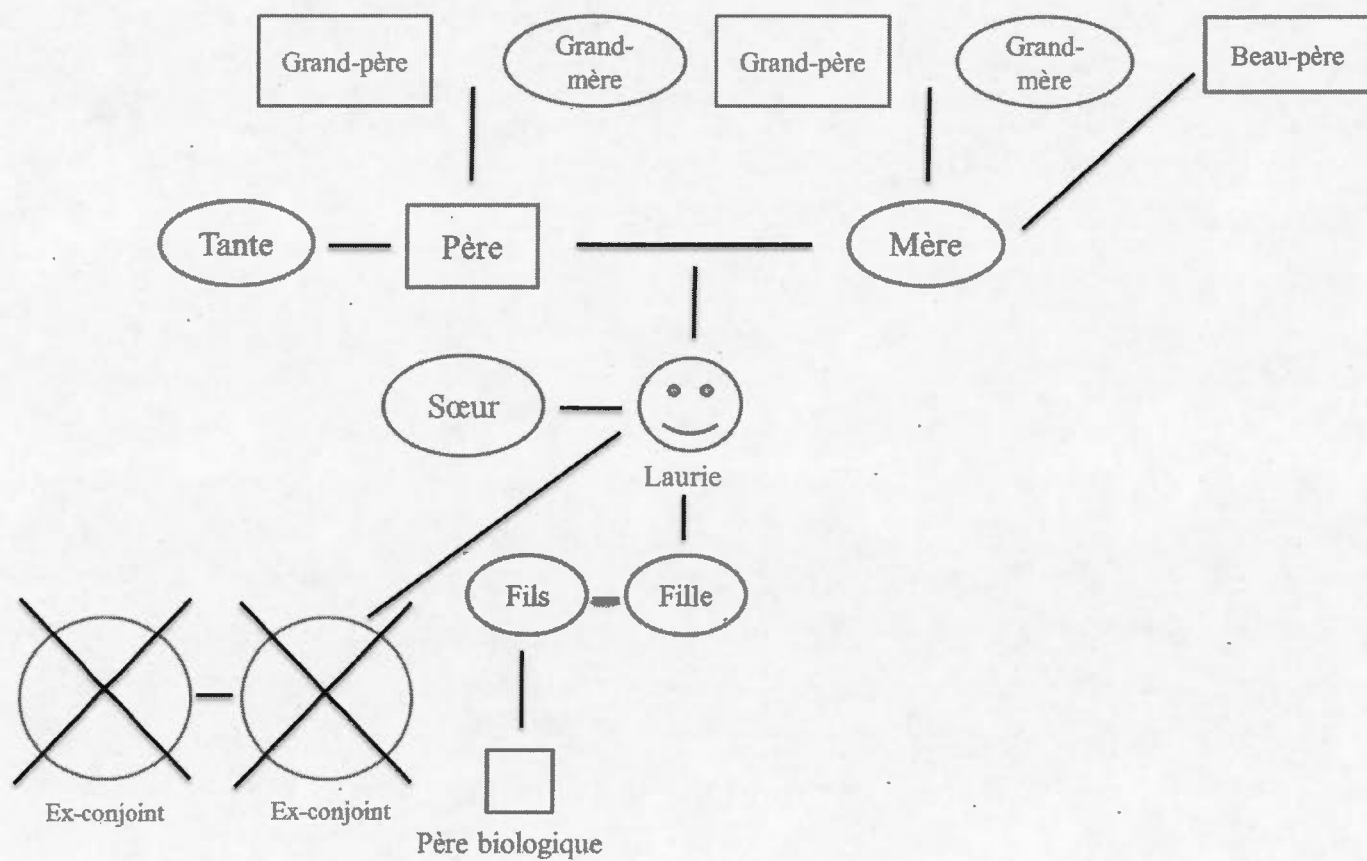 Grand-père
Grand-
mère
Grand-père
Grand-
mère
Beau-père
Tante
Père
Mère
Sœur
Laurie
Fils
Fille
Ex-conjoint
Ex-conjoint
Père biologique